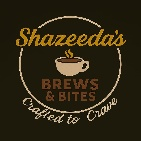 Shazeeda's
BREWS
& BITES
Crafted to Crave